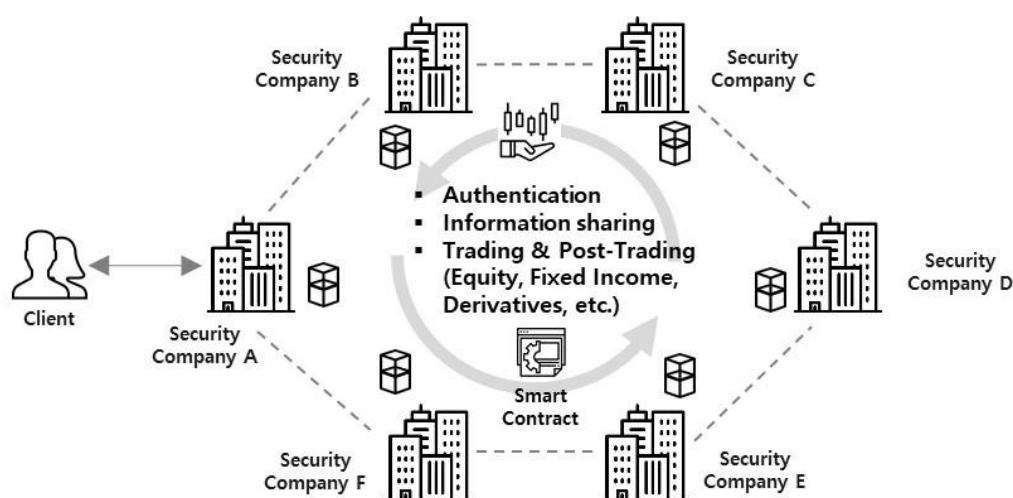 Security
Company B
Security
Company C
▪ Authentication
▪ Information sharing
▪ Trading & Post-Trading
(Equity, Fixed Income,
Derivatives, etc.)
Client
Security
Company A
Security
Company D
Smart
Contract
Security
Company F
Security
Company E